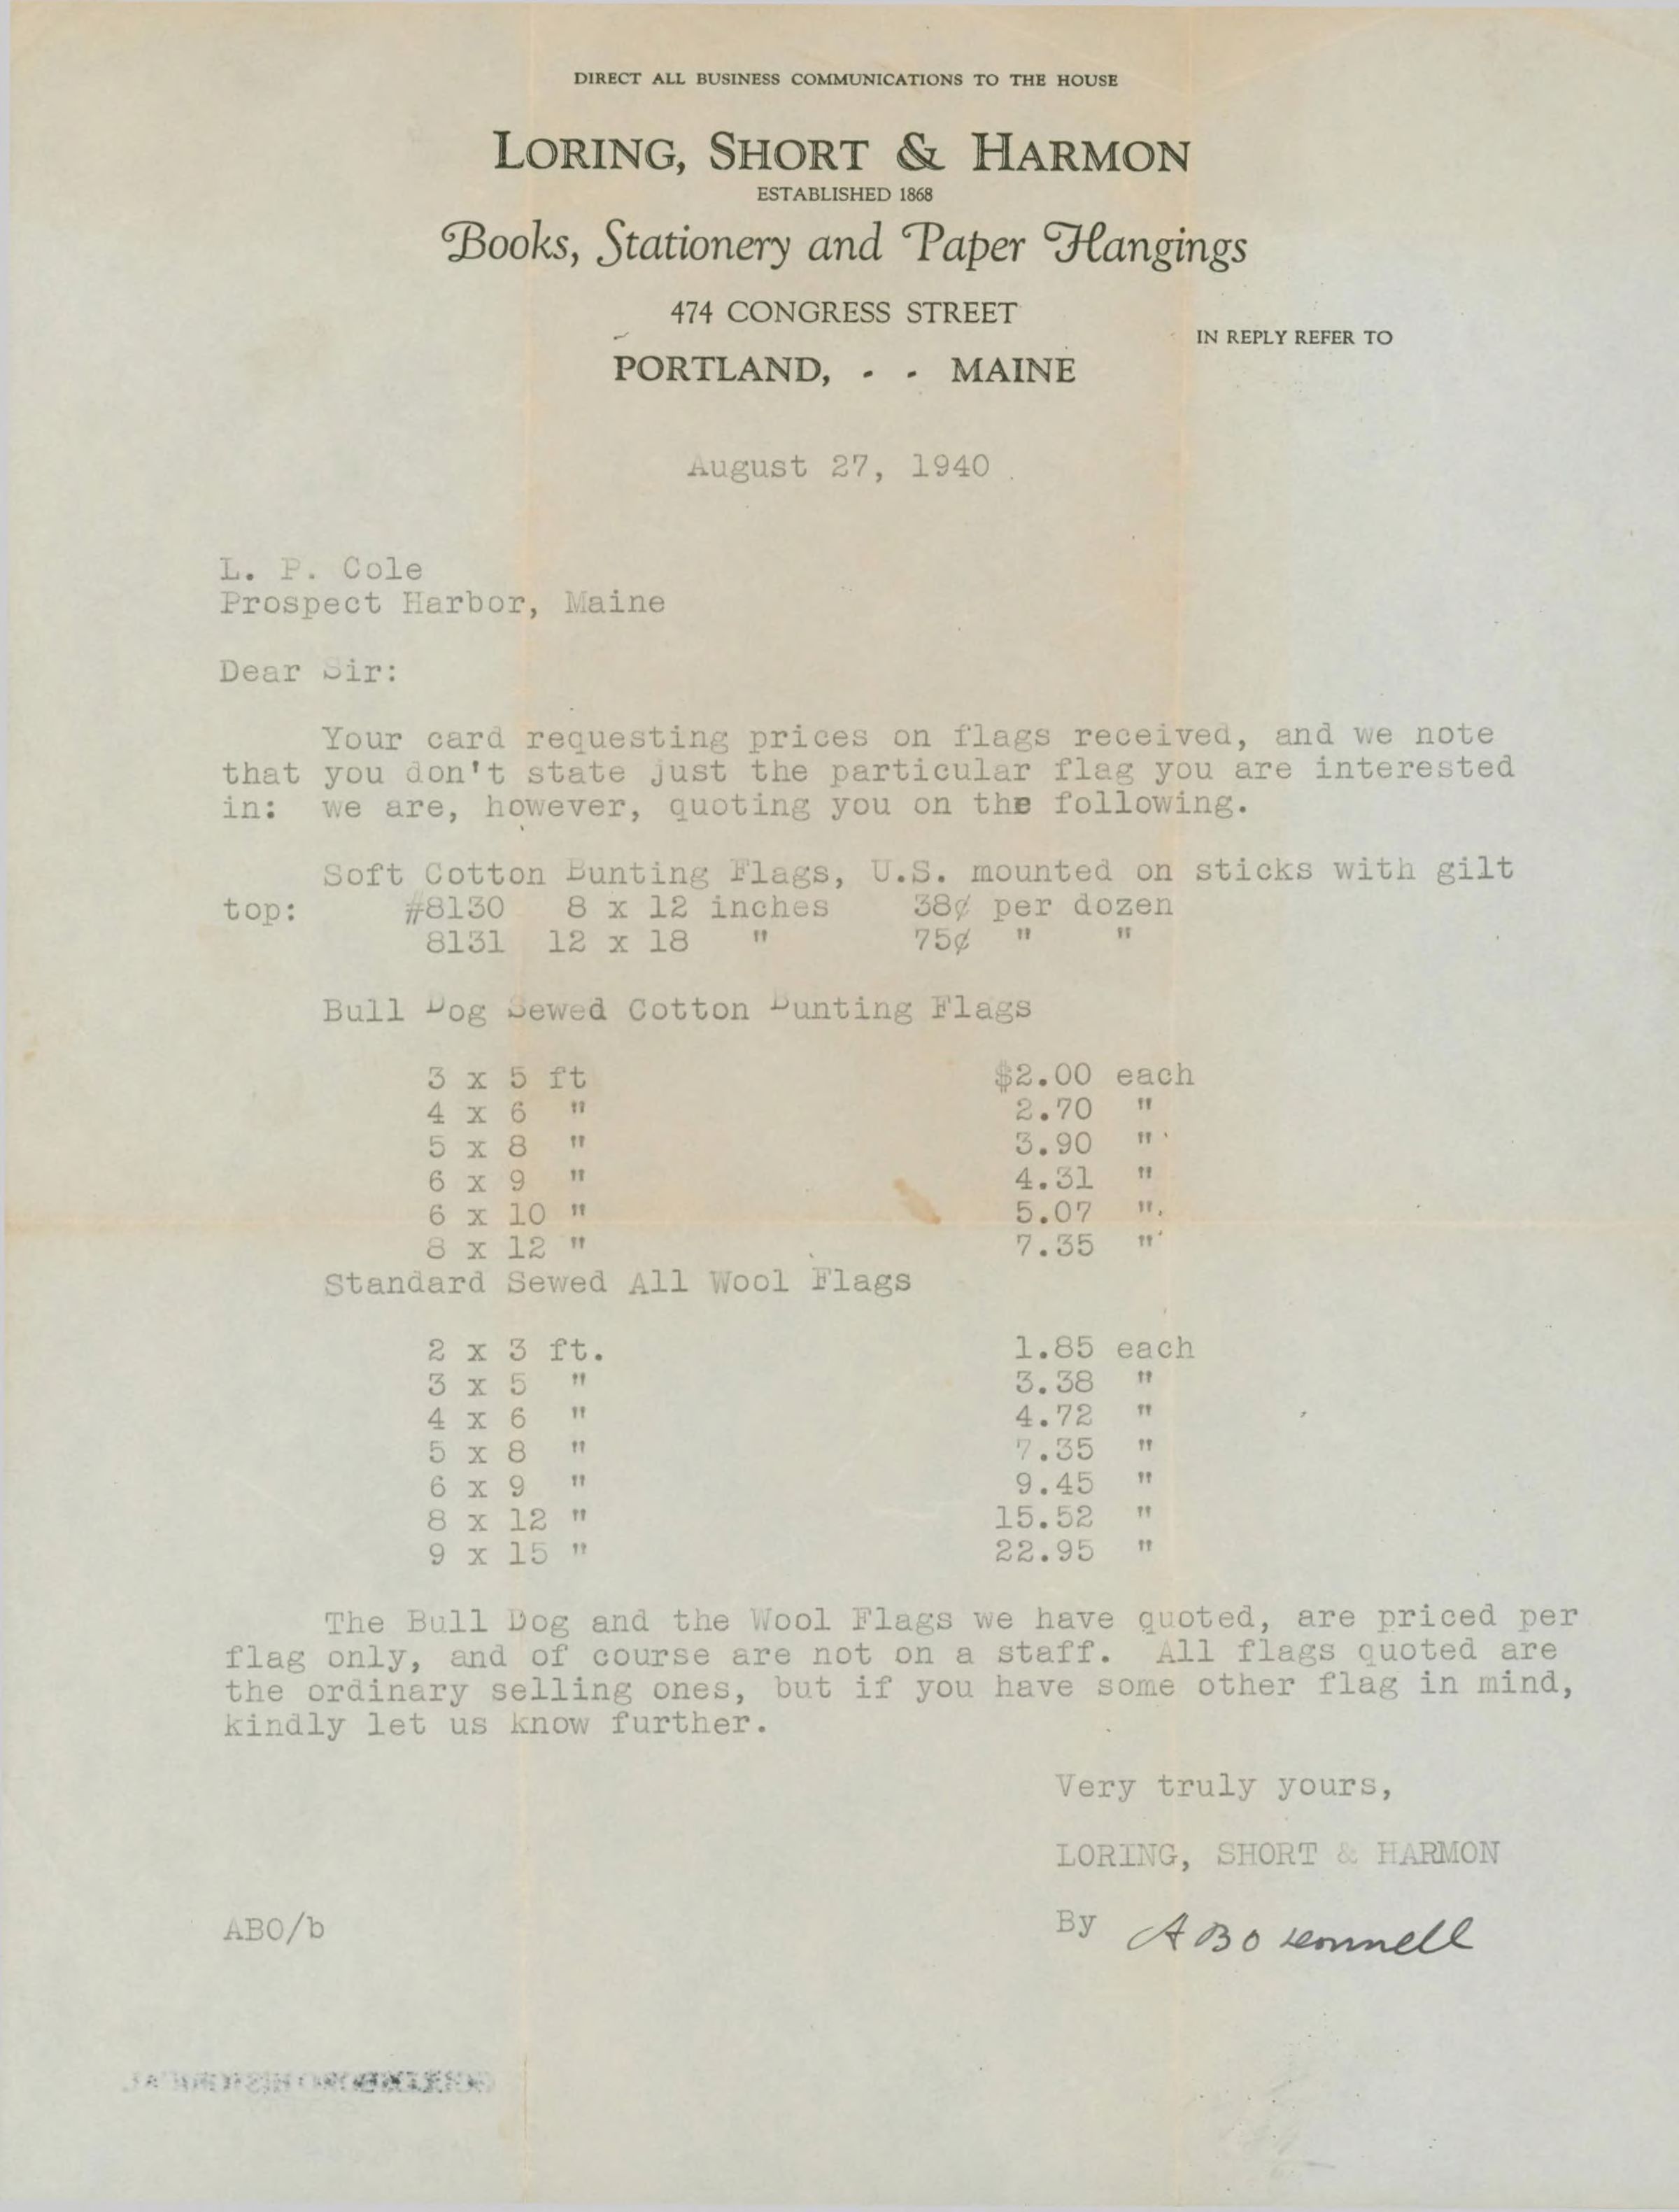 DIRECT ALL BUSINESS COMMUNICATIONS TO THE HOUSE
LORING, SHORT & HARMON
ESTABLISHED 1868
Books, Stationery and Paper Hangings
474 CONGRESS STREET
IN REPLY REFER TO
PORTLAND, - - MAINE
August 27, 1940
L. P. Cole
Prospect Harbor, Maine
Dear Sir:
Your card requesting prices on flags received, and we note
that you don't state just the particular flag you are interested
in: we are, however, quoting you on the following.
Soft Cotton Bunting Flags, U.S. mounted on sticks with gilt
top: #8130 8 x 12 inches 38¢ per dozen
8131 12 x 18 " 75¢ " "
Bull Dog Sewed Cotton Bunting Flags
3 x 5 ft $2.00 each
4 x 6 " 2.70 "
5 x 8 " 3.90 "
6 x 9 " 4.31 "
6 x 10 " 5.07 "
8 x 12 " 7.35 "
Standard Sewed All Wool Flags
2 x 3 ft. 1.85 each
3 x 5 " 3.38 "
4 x 6 " 4.72 "
5 x 8 " 7.35 "
6 x 9 " 9.45 "
8 x 12 " 15.52 "
9 x 15 " 22.95 "
The Bull Dog and the Wool Flags we have quoted, are priced per
flag only, and of course are not on a staff. All flags quoted are
the ordinary selling ones, but if you have some other flag in mind,
kindly let us know further.
Very truly yours,
LORING, SHORT & HARMON
ABO/b
By A B O'Donnell